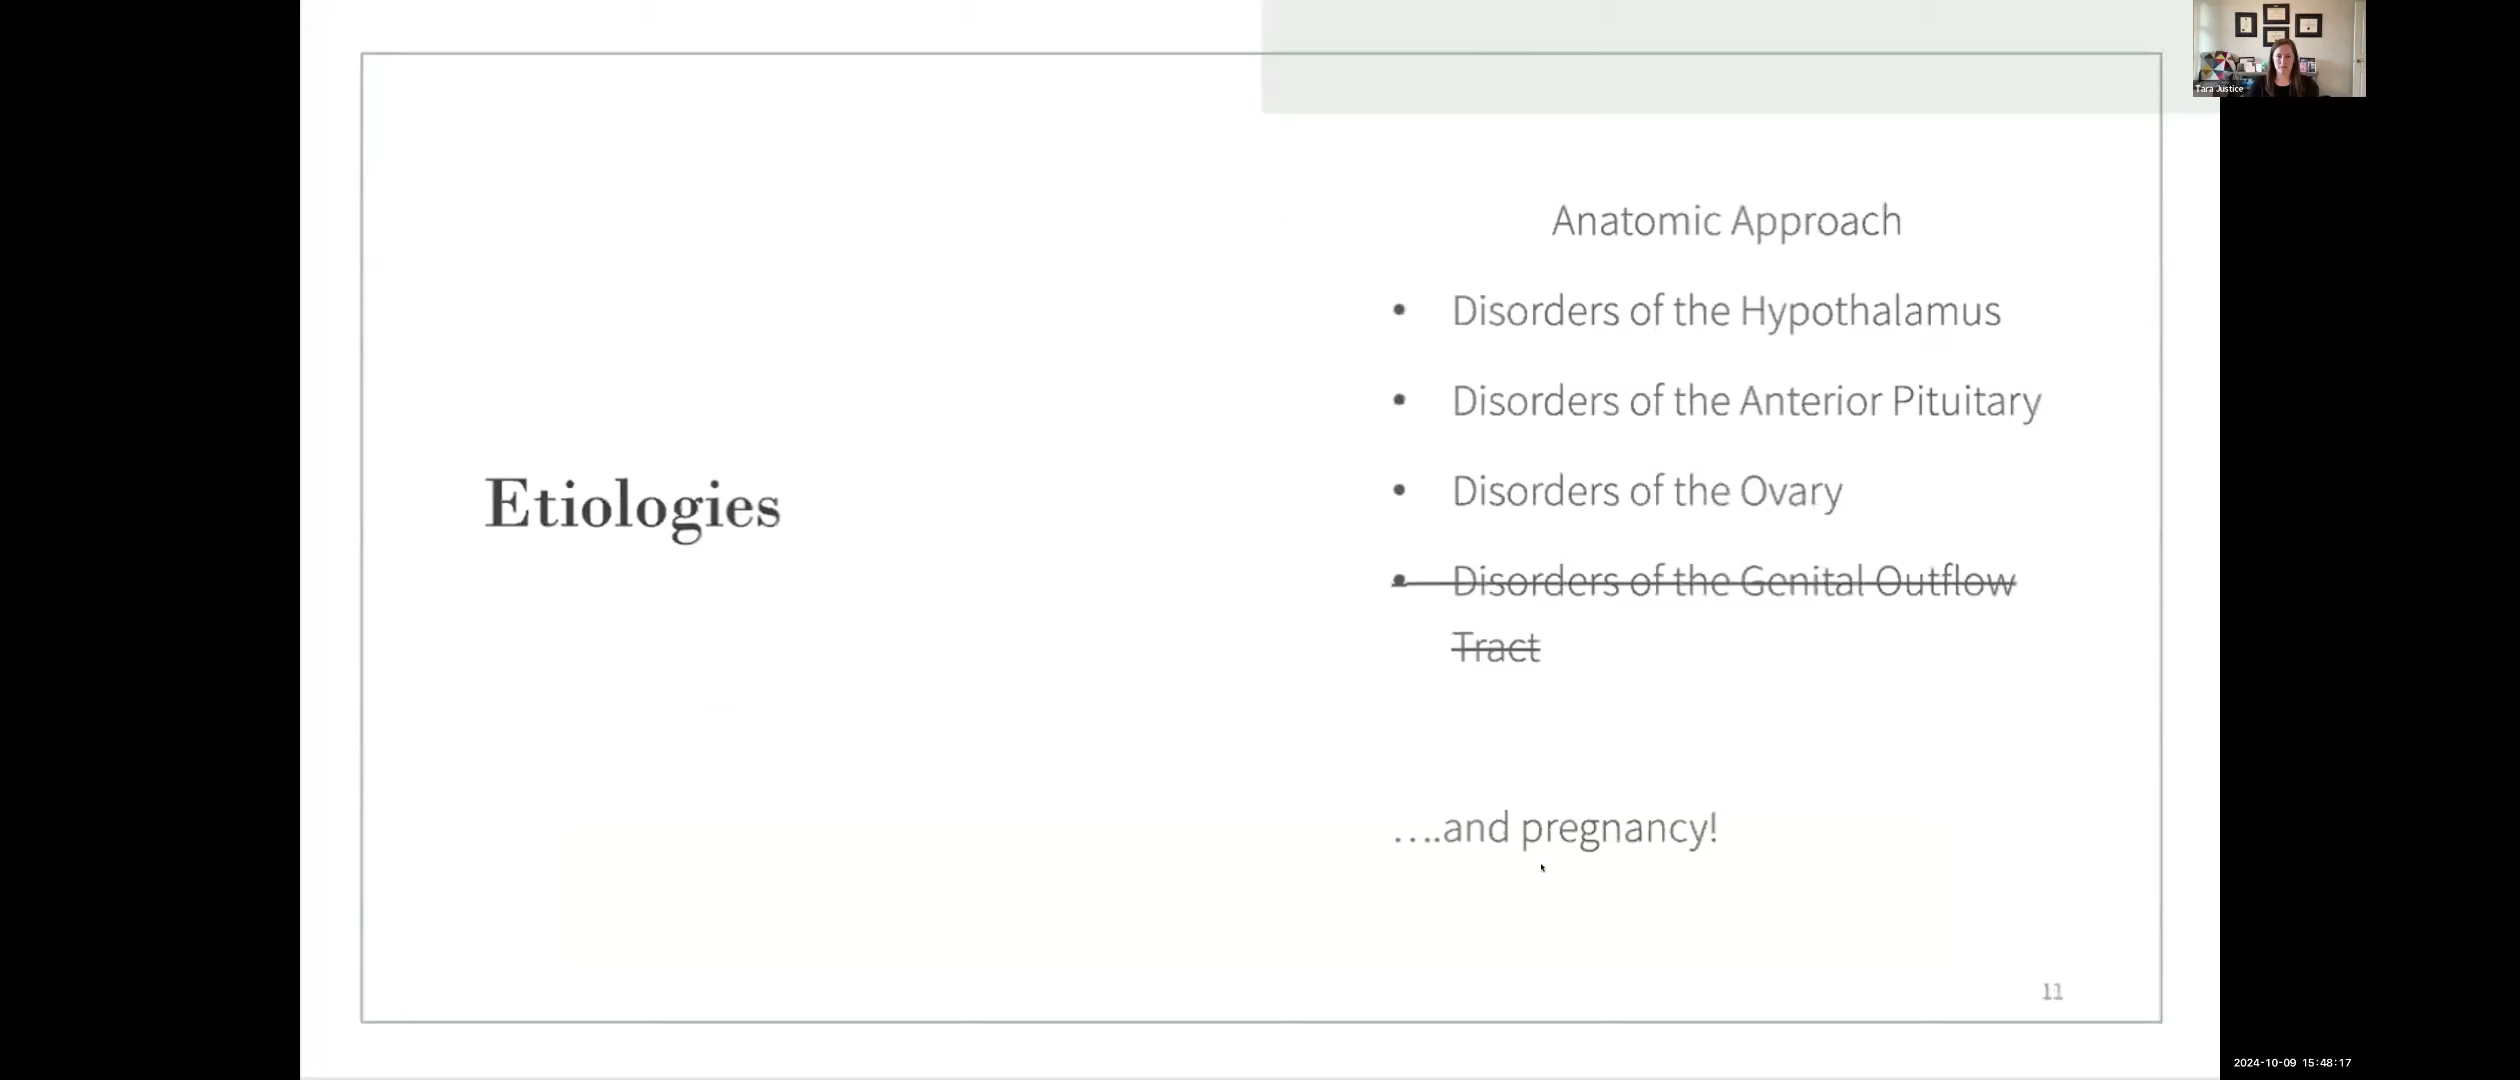 Tara Justice
Etiologies
Anatomic Approach
• Disorders of the Hypothalamus
• Disorders of the Anterior Pituitary
• Disorders of the Ovary
• Disorders of the Genital Outflow
Tract
….and pregnancy!
11
2024-10-09 15:48:17